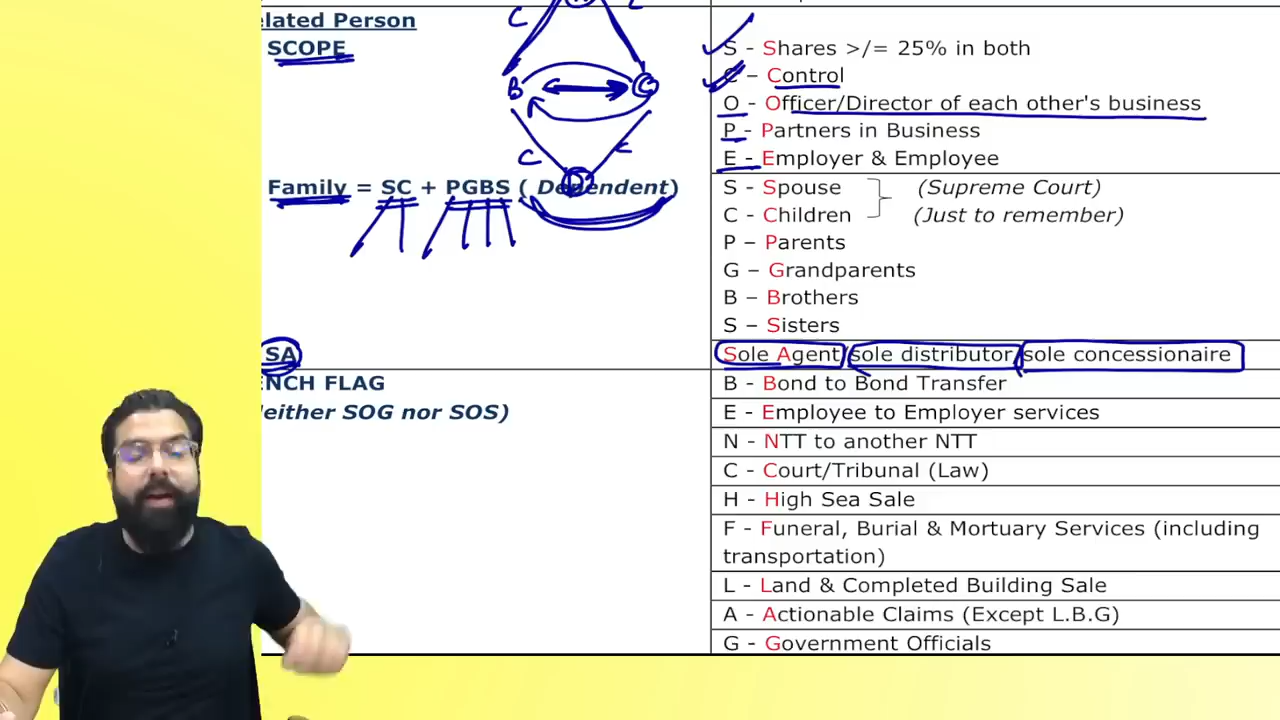 elated Person
SCOPE
S - Shares >/= 25% in both
C – Control
O - Officer/Director of each other's business
P - Partners in Business
E - Employer & Employee
Family = SC + PGBS ( Dependent)
S - Spouse (Supreme Court)
C - Children (Just to remember)
P – Parents
G – Grandparents
B – Brothers
S – Sisters
SA
Sole Agent/sole distributor/sole concessionaire
ENCH FLAG
leither SOG nor SOS)
B - Bond to Bond Transfer
E - Employee to Employer services
N - NTT to another NTT
C - Court/Tribunal (Law)
H - High Sea Sale
F - Funeral, Burial & Mortuary Services (including
transportation)
L - Land & Completed Building Sale
A - Actionable Claims (Except L.B.G)
G - Government Officials
C
B
C
C
C
D